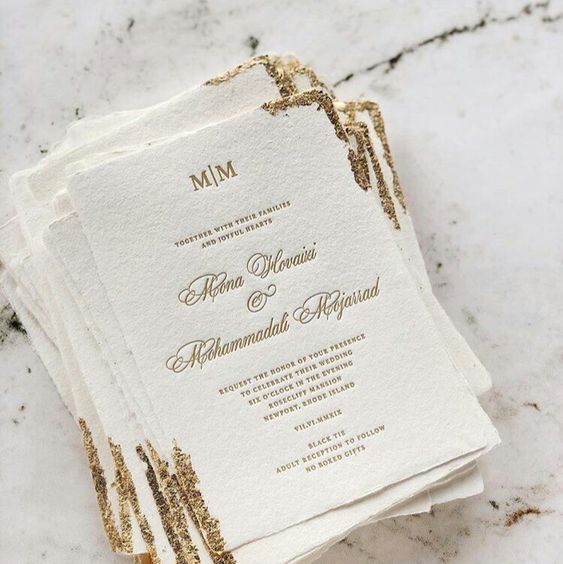 M|M
TOGETHER WITH THEIR FAMILIES
AND JOYFUL HEARTS
Mona Hovaizi
&
Mohammadali Mojarrad
REQUEST THE HONOR OF YOUR PRESENCE
TO CELEBRATE THEIR WEDDING
SIX O'CLOCK IN THE EVENING
ROSECLIFF MANSION
NEWPORT, RHODE ISLAND
VII.VI.MMXIX
BLACK TIE
ADULT RECEPTION TO FOLLOW
NO BOXED GIFTS